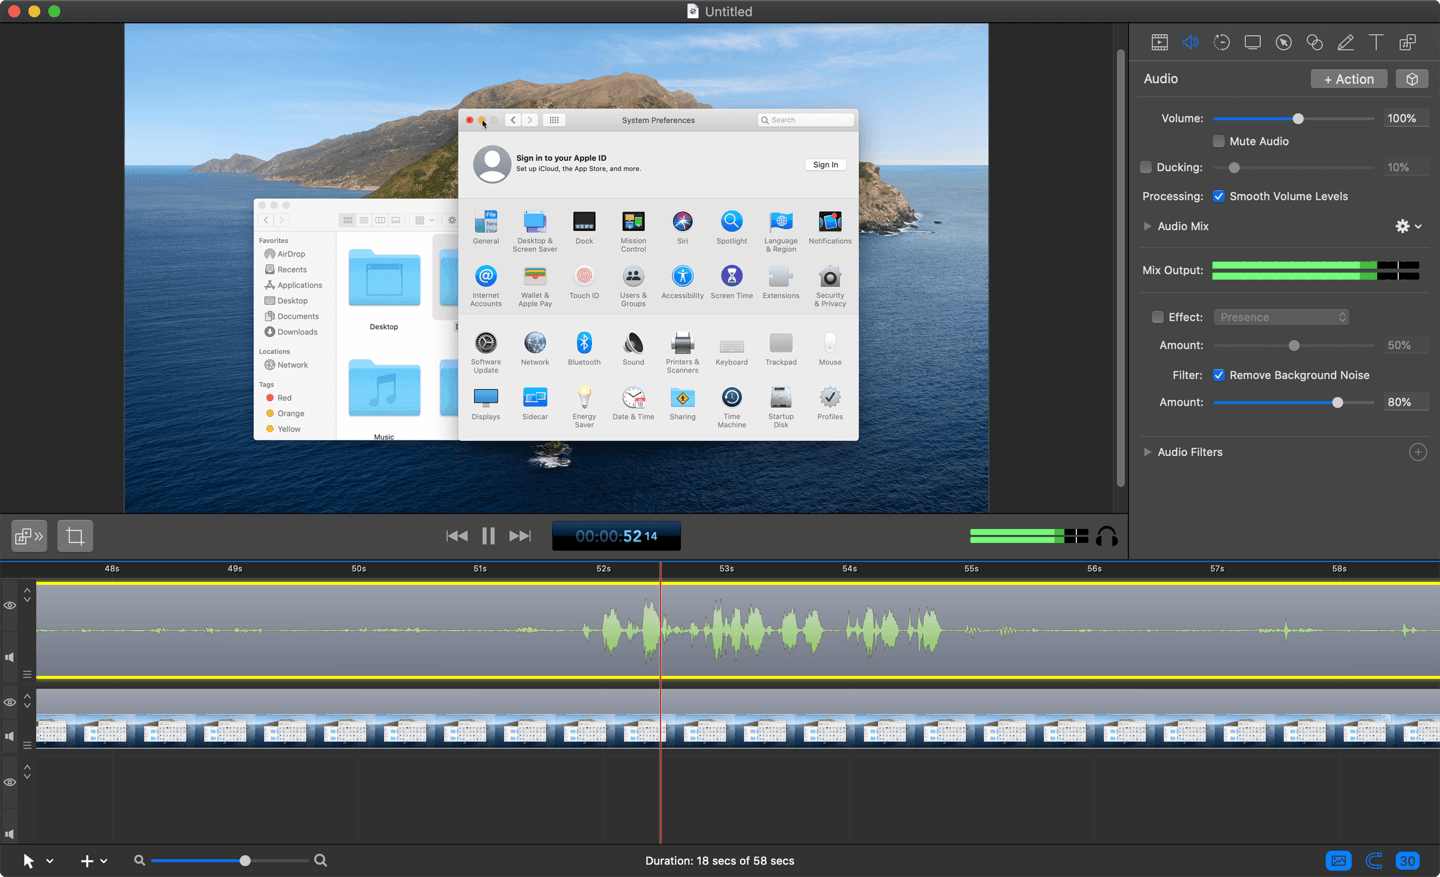 Untitled
Audio
+ Action
Volume:
100%
Mute Audio
Ducking:
10%
Processing:
Smooth Volume Levels
Audio Mix
Mix Output:
Effect:
Presence
Amount:
50%
Filter:
Remove Background Noise
Amount:
80%
Audio Filters
System Preferences
Search
Sign in to your Apple ID
Set up iCloud, the App Store, and more.
Sign In
File
New
General
Desktop &
Screen Saver
Dock
Mission
Control
Siri
Spotlight
Language
& Region
Notifications
Internet
Accounts
Wallet &
Apple Pay
Touch ID
Users &
Groups
Accessibility
Screen Time
Extensions
Security
& Privacy
Software
Update
Network
Bluetooth
Sound
Printers &
Scanners
Keyboard
Trackpad
Mouse
Displays
Sidecar
Energy
Saver
18
Date & Time
Sharing
Time
Machine
Startup
Disk
Profiles
Favorites
AirDrop
Recents
Applications
Desktop
Documents
Downloads
Locations
Network
Tags
Red
Orange
Yellow
Desktop
Music
00:00:52 14
48s 49s 50s 51s 52s 53s 54s 55s 56s 57s 58s
Duration: 18 secs of 58 secs
30